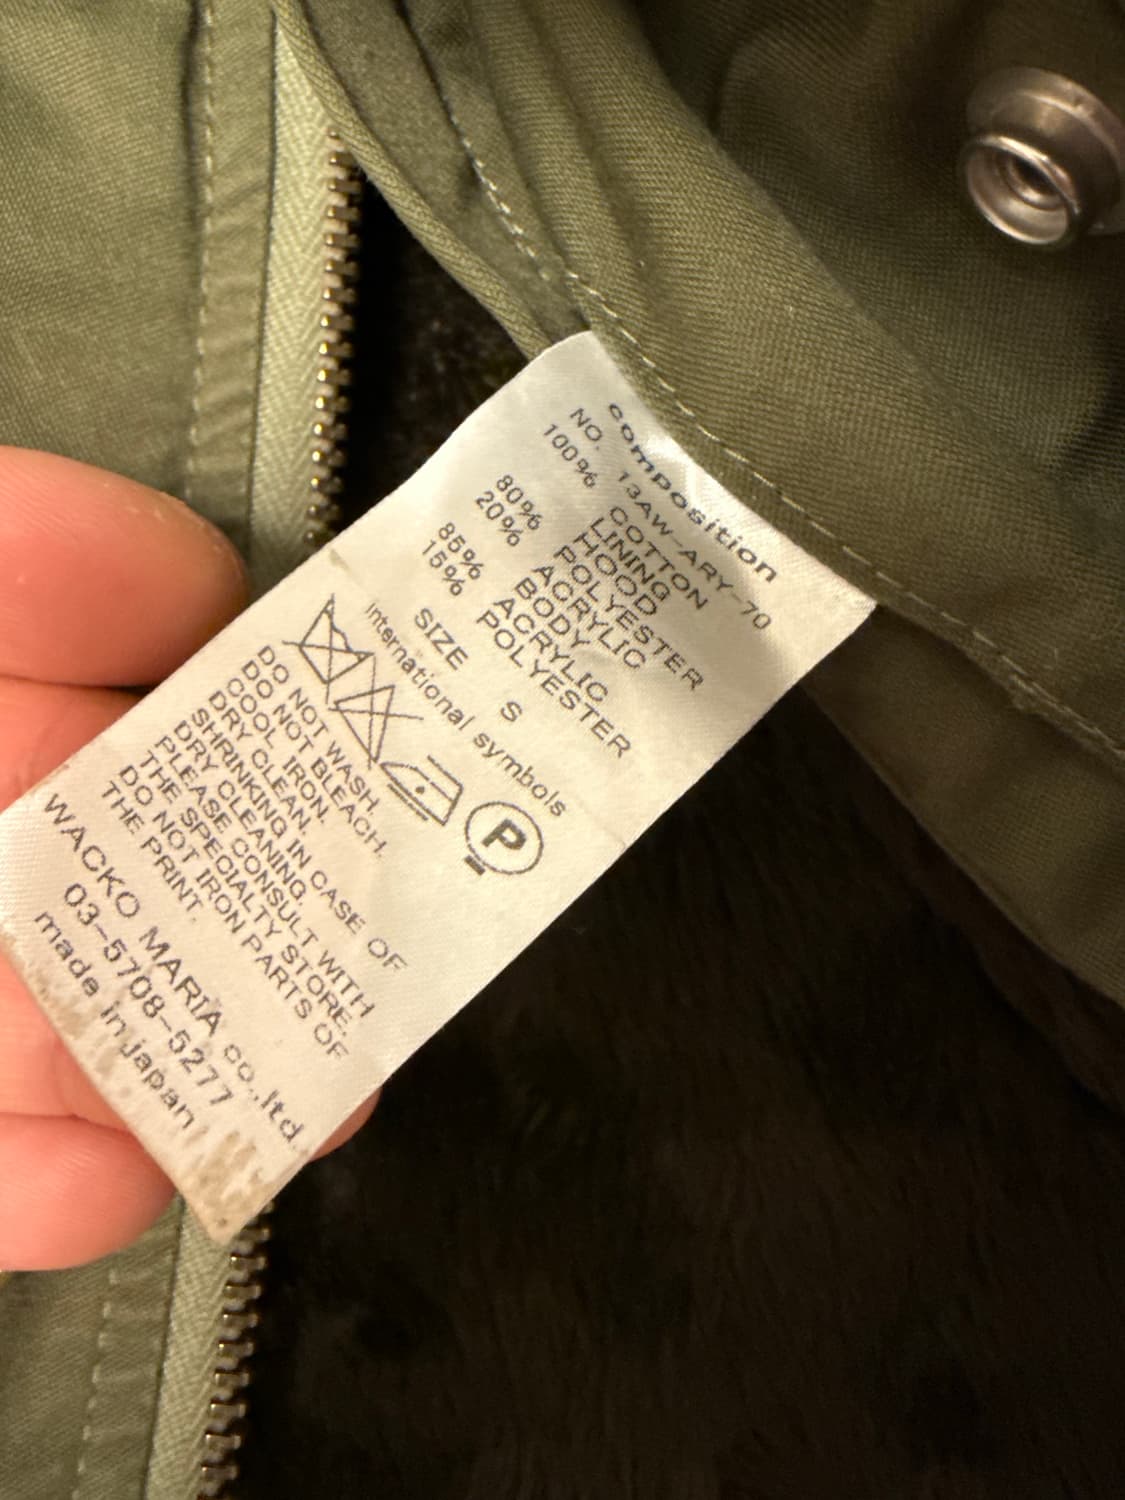 composition
NO. 13AW-ARY-70
100% COTTON
LINING
HOOD
80% POLYESTER
20% ACRYLIC
BODY
85% ACRYLIC
15% POLYESTER
SIZE S
international symbols
P
DO NOT WASH.
DO NOT BLEACH.
COOL IRON.
DRY CLEAN.
SHRINKING IN CASE OF
DRY CLEANING.
PLEASE CONSULT WITH
THE SPECIALTY STORE.
DO NOT IRON PARTS OF
THE PRINT.
WACKO MARIA co.,ltd.
03-5708-5277
made in japan